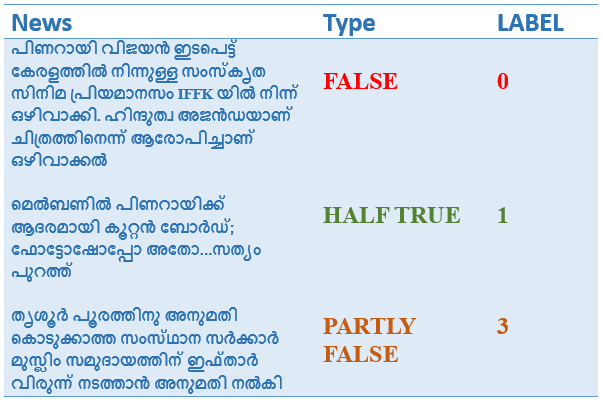 News Type LABEL
പിണറായി വിജയൻ ഇടപെട്ട്
കേരളത്തിൽ നിന്നുള്ള സംസ്കൃത
സിനിമ പ്രിയമാനസം IFFK യിൽ നിന്ന്
ഒഴിവാക്കി. ഹിന്ദുത്വ അജൻഡയാണ്
ചിത്രത്തിനെന്ന് ആരോപിച്ചാണ്
ഒഴിവാക്കൽ
FALSE 0
മെൽബണിൽ പിണറായിക്ക്
ആദരമായി കൂറ്റൻ ബോർഡ്;
ഫോട്ടോഷോപ്പോ അതോ...സത്യം
പുറത്ത്
HALF TRUE 1
തൃശൂർ പൂരത്തിനു അനുമതി
കൊടുക്കാത്ത സംസ്ഥാന സർക്കാർ
മുസ്ലിം സമുദായത്തിന് ഇഫ്താർ
വിരുന്ന് നടത്താൻ അനുമതി നൽകി
PARTLY 3
FALSE